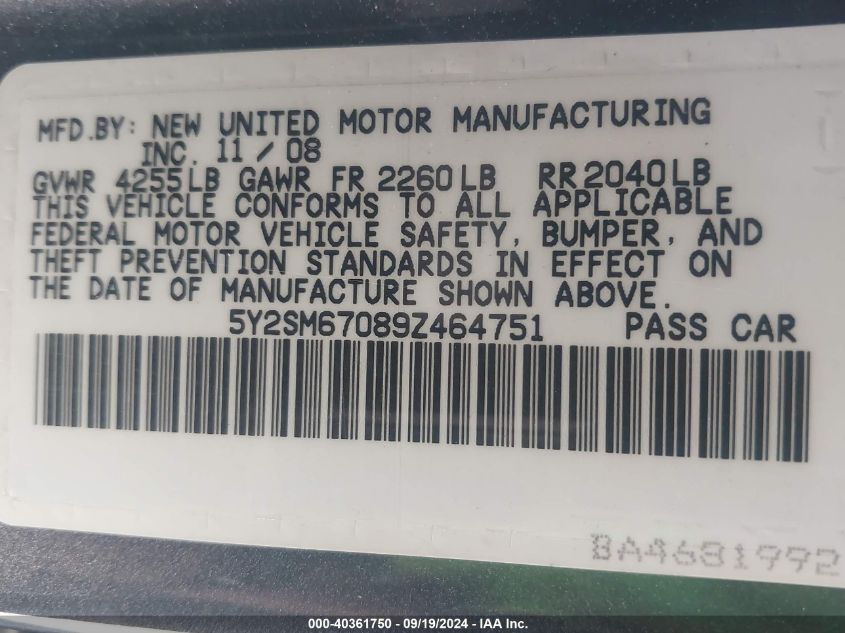 MFD.BY: NEW UNITED MOTOR MANUFACTURING
INC. 11 / 08
GVWR 4255LB GAWR FR 2260LB RR2040LB
THIS VEHICLE CONFORMS TO ALL APPLICABLE
FEDERAL MOTOR VEHICLE SAFETY, BUMPER, AND
THEFT PREVENTION STANDARDS IN EFFECT ON
THE DATE OF MANUFACTURE SHOWN ABOVE.
5Y2SM67089Z464751 PASS CAR
BA4681992
000-40361750 - 09/19/2024 - IAA Inc.